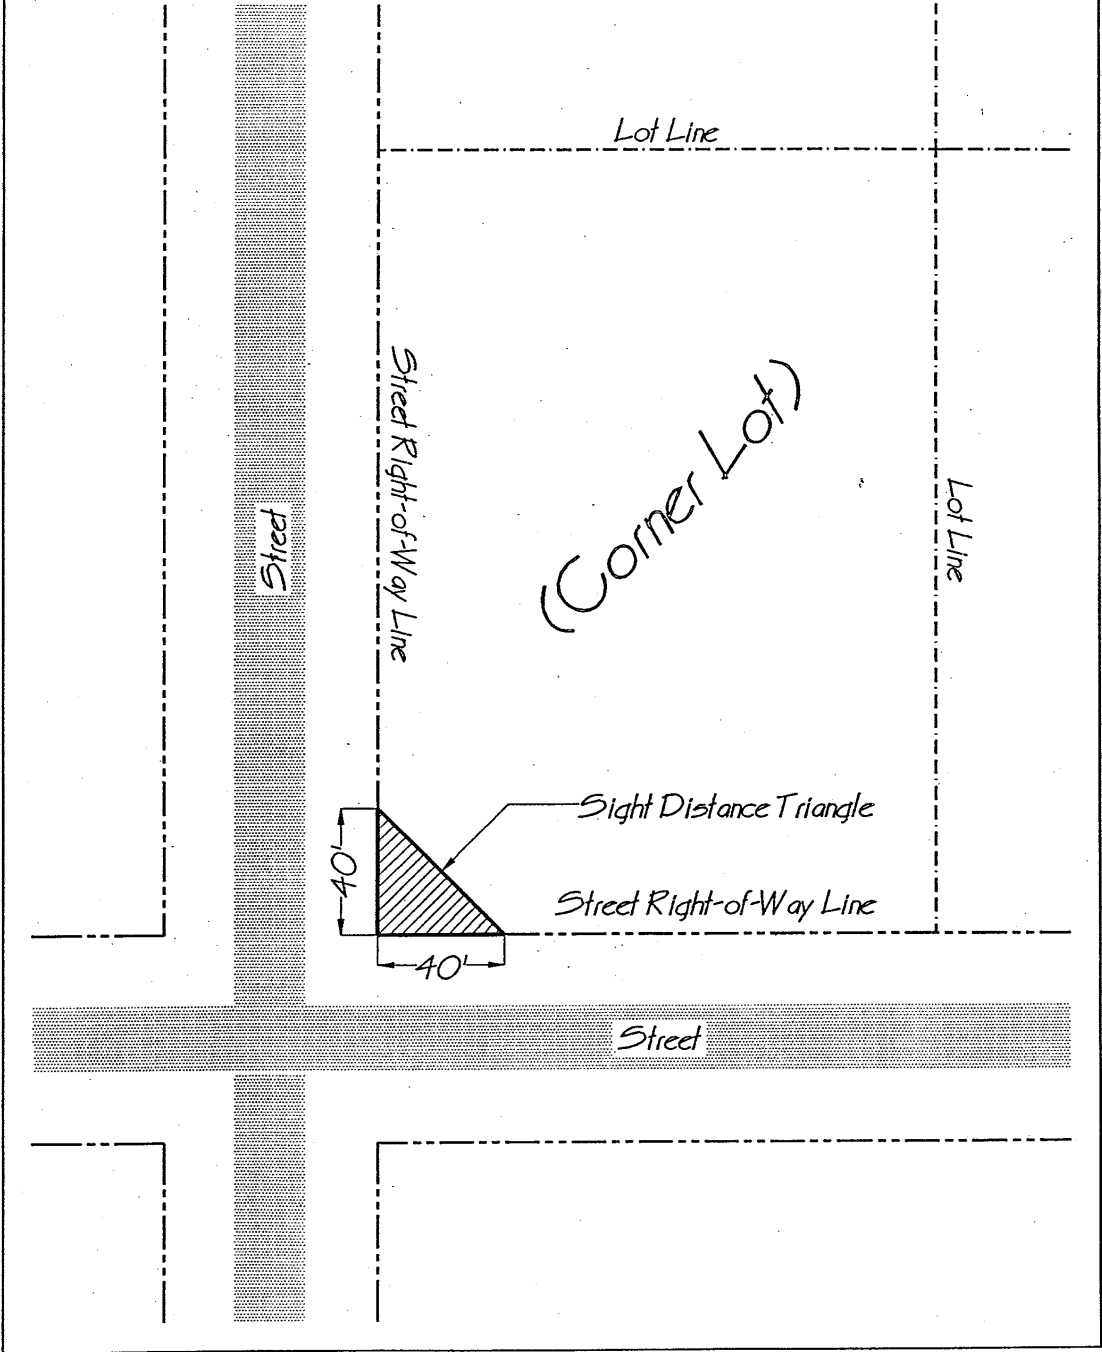 Lot Line
Street Right-of-Way Line
(Corner Lot)
Lot Line
Street
Sight Distance Triangle
40'
Street Right-of-Way Line
40'
Street